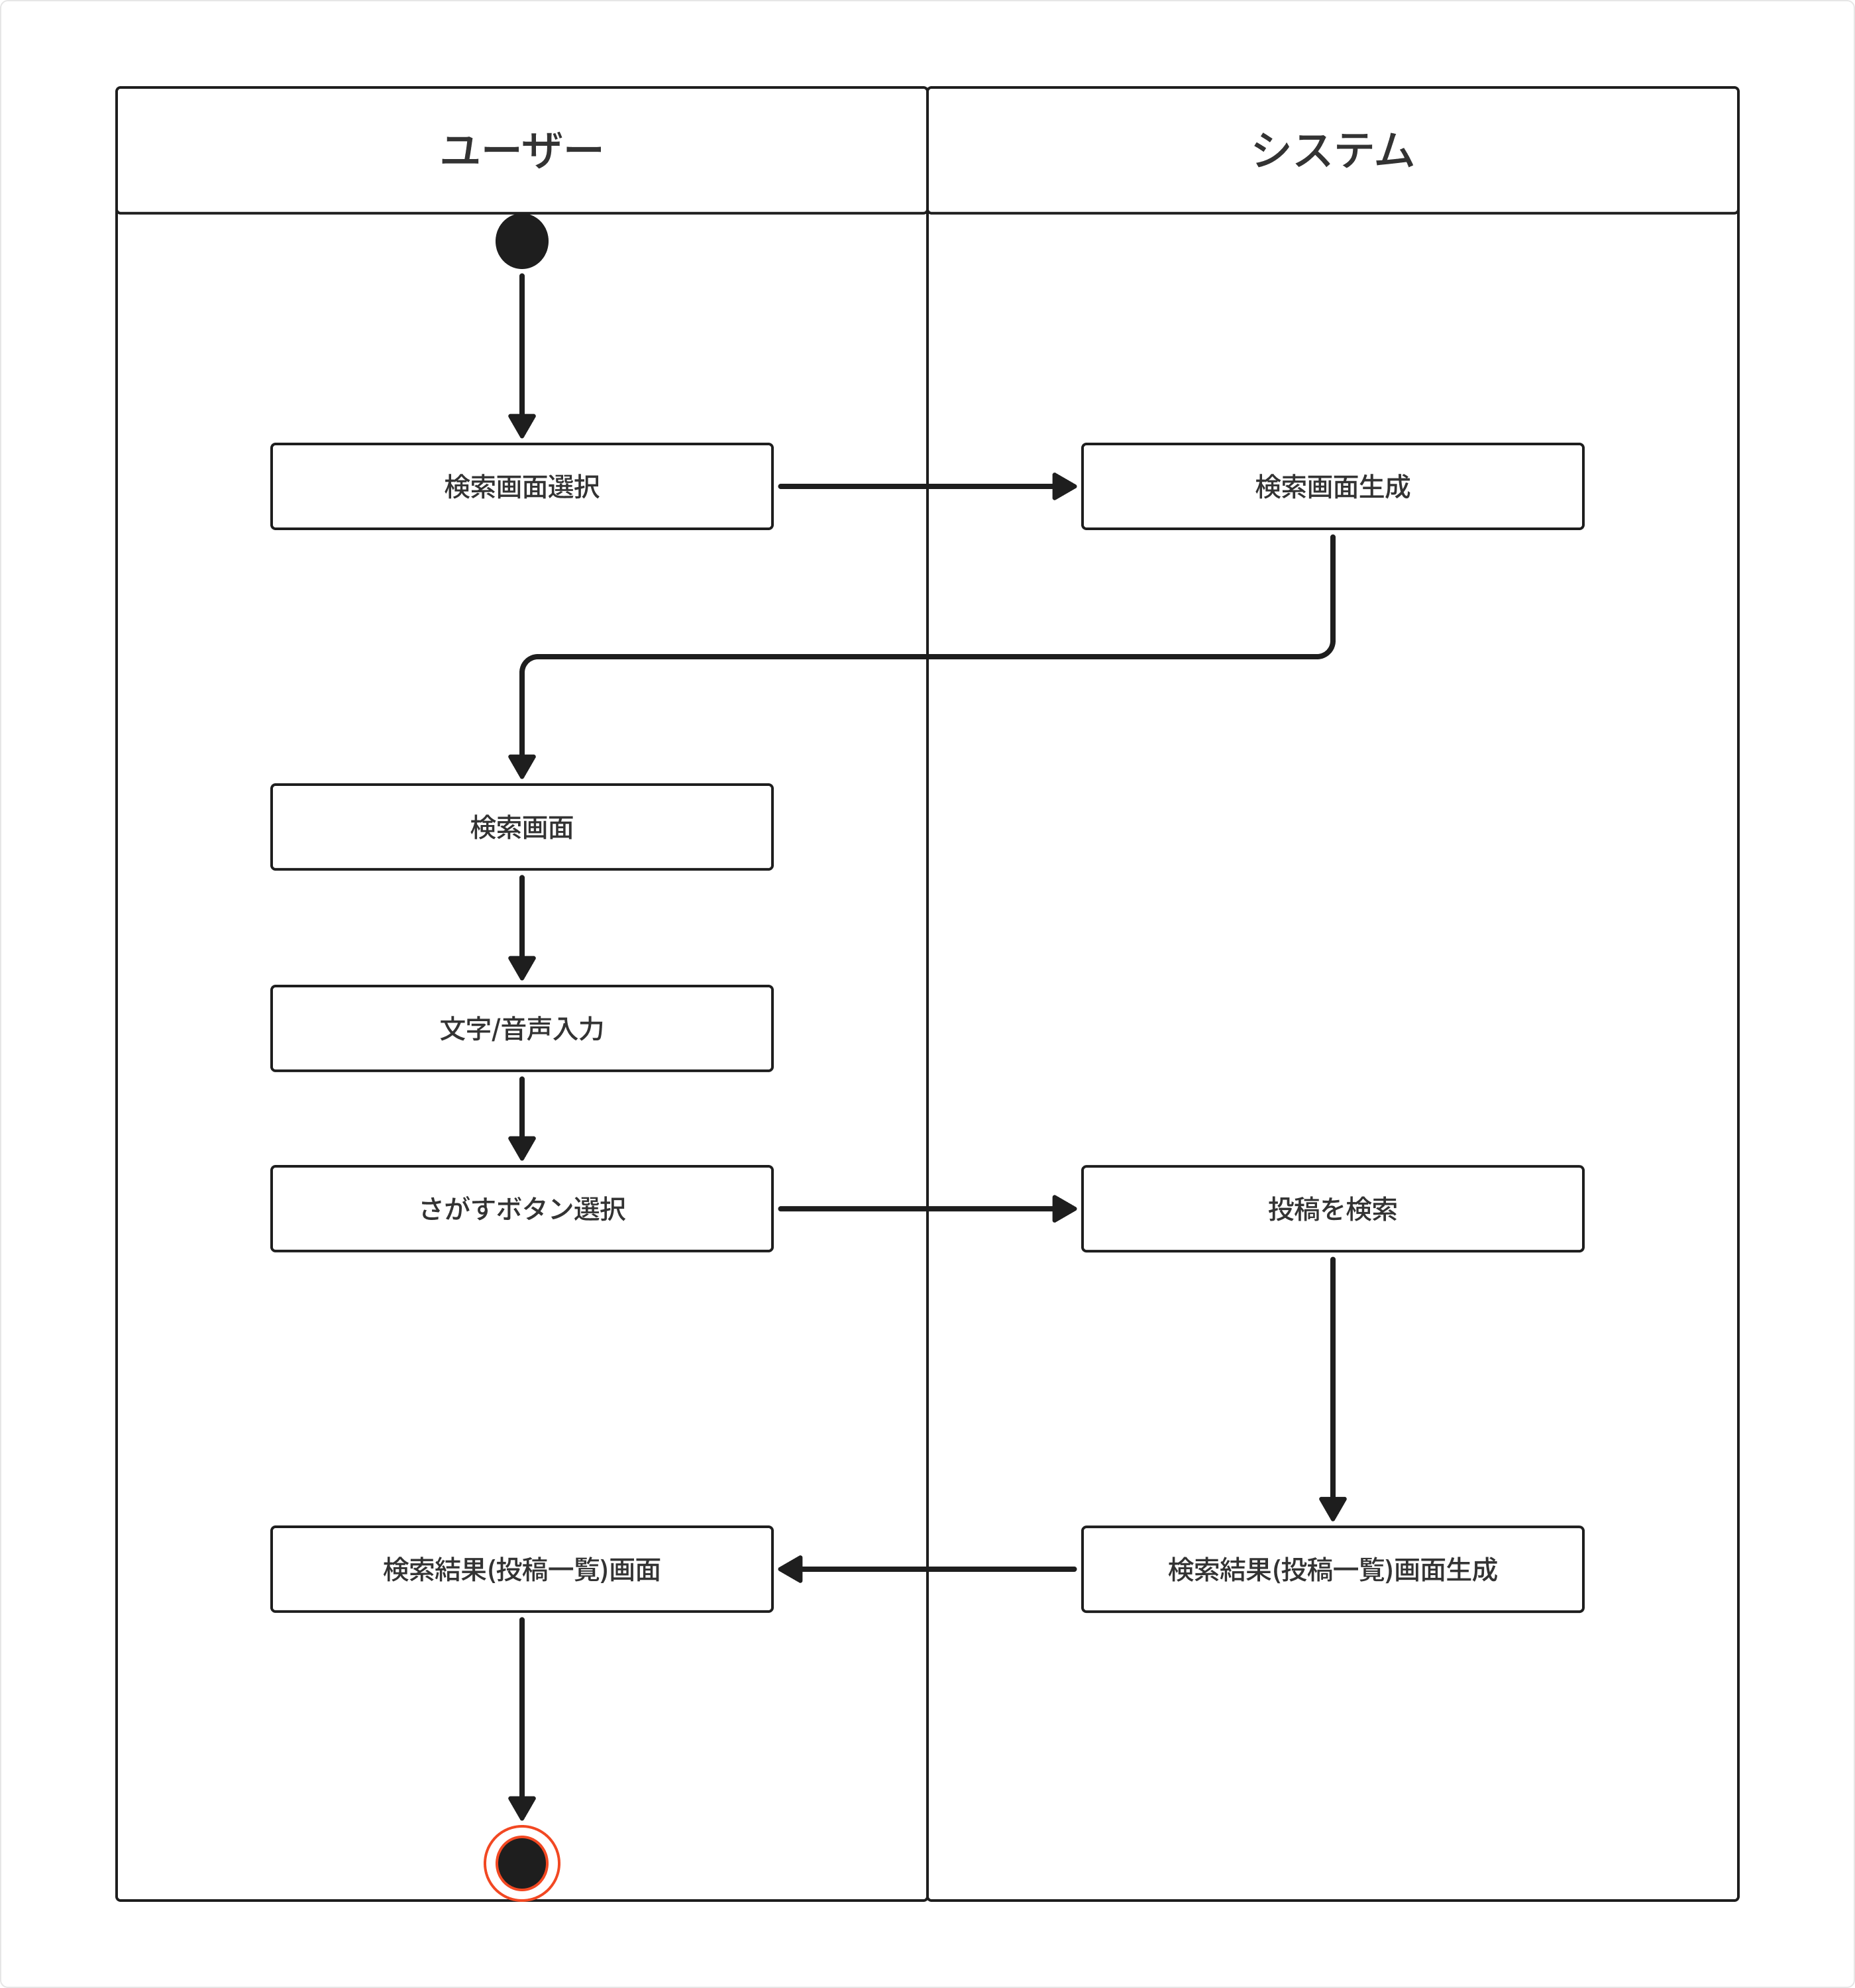 ユーザー
システム
検索画面選択
検索画面生成
検索画面
文字/音声入力
さがすボタン選択
投稿を検索
検索結果(投稿一覧)画面
検索結果(投稿一覧)画面生成